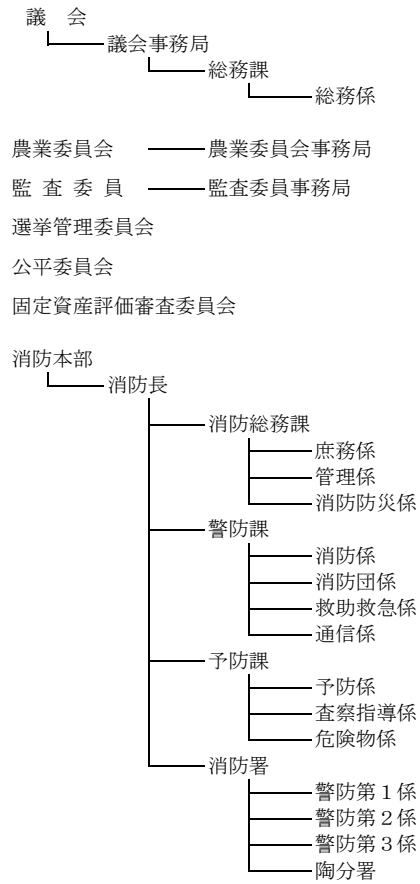 議　会
議会事務局
総務課
総務係
農業委員会　農業委員会事務局
監 査 委 員　監査委員事務局
選挙管理委員会
公平委員会
固定資産評価審査委員会
消防本部
消防長
消防総務課
庶務係
管理係
消防防災係
警防課
消防係
消防団係
救助救急係
通信係
予防課
予防係
査察指導係
危険物係
消防署
警防第１係
警防第２係
警防第３係
陶分署